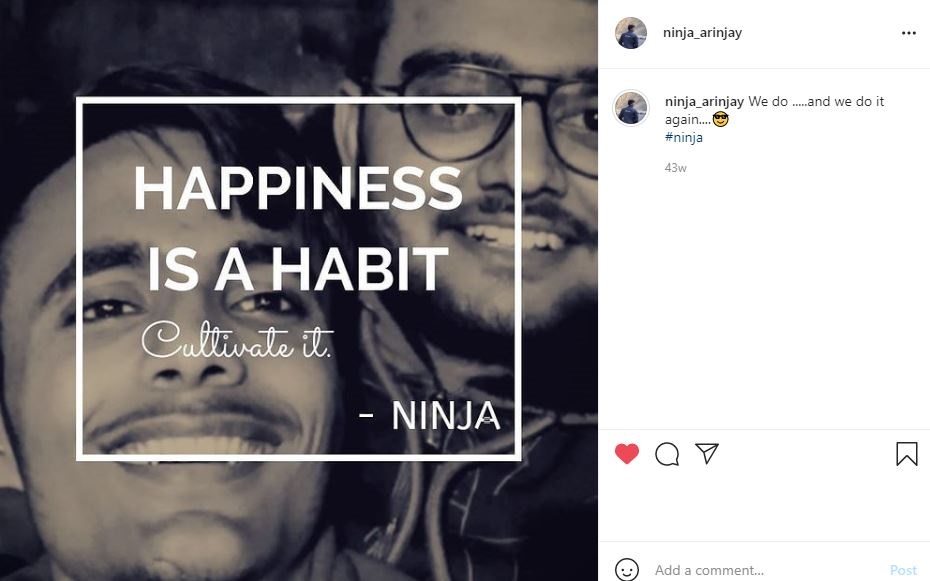 HAPPINESS
IS A HABIT
Cultivate it.
- NINJA
ninja_arinjay
ninja_arinjay We do .....and we do it
again....😎
#ninja
43w
Add a comment...
Post